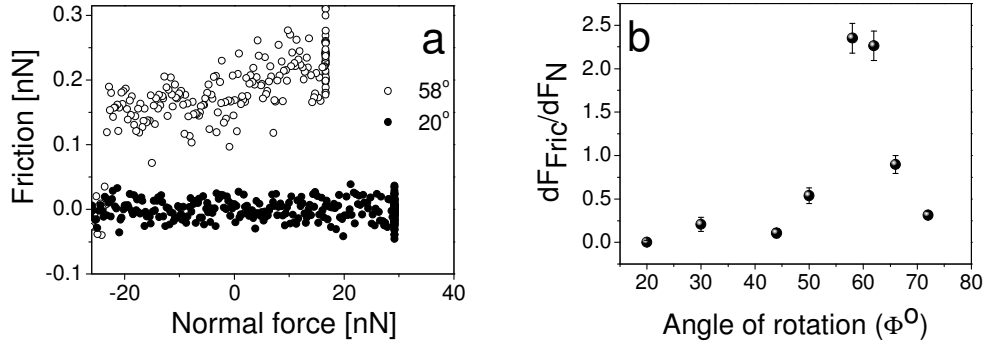 a
0.3
0.2
0.1
0.0
-0.1
Friction [nN]
58°
20°
-20 0 20 40
Normal force [nN]
b
2.5
2.0
1.5
1.0
0.5
0.0
dF_Fric/dF_N
20 30 40 50 60 70 80
Angle of rotation (Φ°)